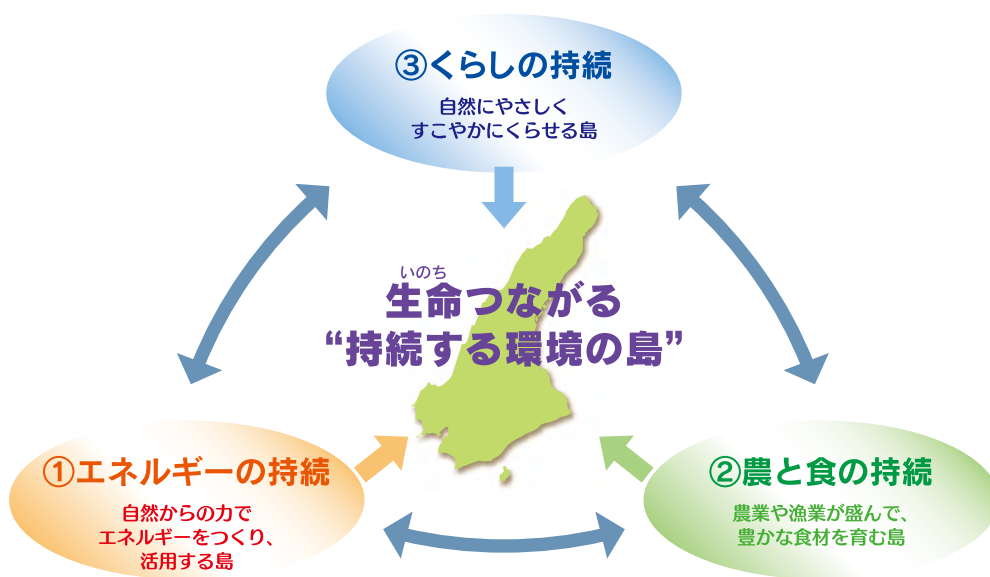 ③くらしの持続
自然にやさしく
すこやかにくらせる島
いのち
生命つながる
“持続する環境の島”
①エネルギーの持続
自然からの力で
エネルギーをつくり、
活用する島
②農と食の持続
農業や漁業が盛んで、
豊かな食材を育む島